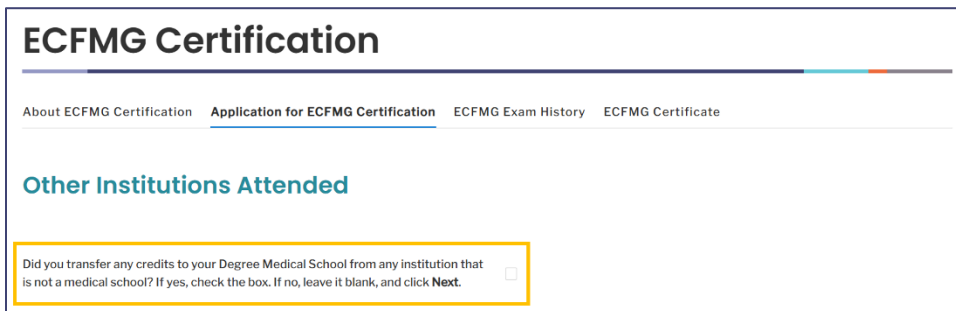 ECFMG Certification
About ECFMG Certification Application for ECFMG Certification ECFMG Exam History ECFMG Certificate
Other Institutions Attended
Did you transfer any credits to your Degree Medical School from any institution that
is not a medical school? If yes, check the box. If no, leave it blank, and click Next.